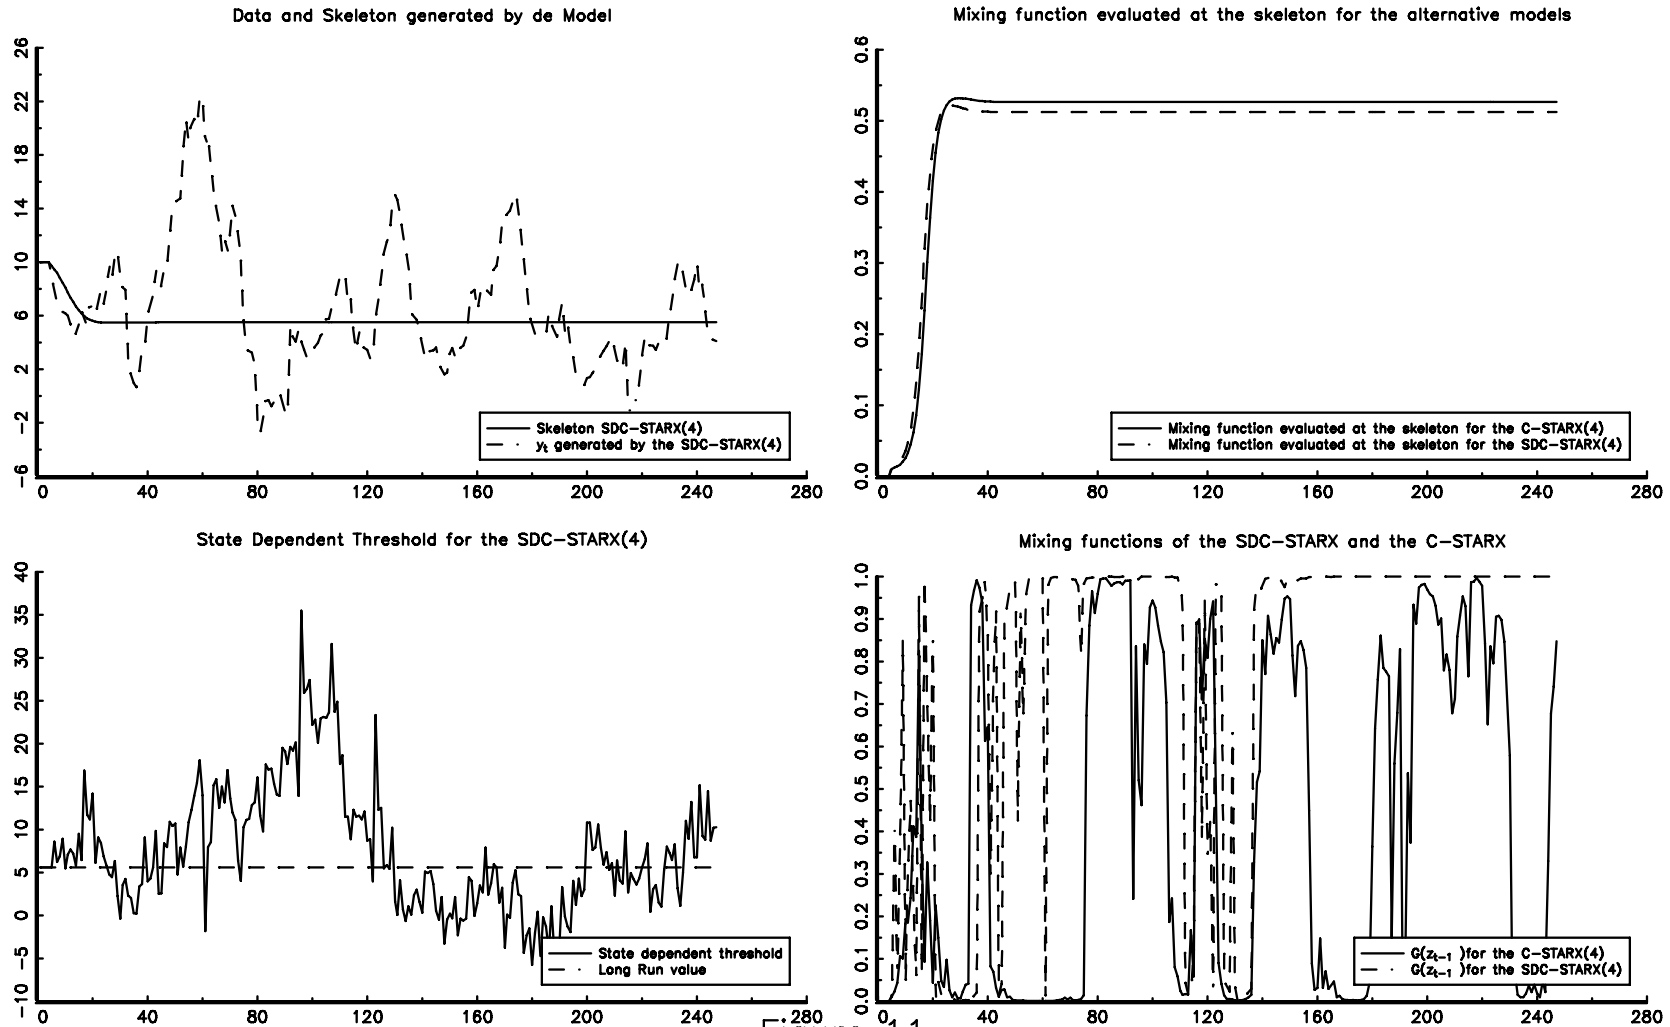 Data and Skeleton generated by de Model
26
22
18
14
10
6
2
−2
−6
Skeleton SDC−STARX(4)
yt generated by the SDC−STARX(4)
0 40 80 120 160 200 240 280
Mixing function evaluated at the skeleton for the alternative models
0.6
0.5
0.4
0.3
0.2
0.1
0.0
Mixing function evaluated at the skeleton for the C−STARX(4)
Mixing function evaluated at the skeleton for the SDC−STARX(4)
0 40 80 120 160 200 240 280
State Dependent Threshold for the SDC−STARX(4)
40
35
30
25
20
15
10
5
0
−5
−10
State dependent threshold
Long Run value
0 40 80 120 160 200 240 280
Mixing functions of the SDC−STARX and the C−STARX
1.0
0.9
0.8
0.7
0.6
0.5
0.4
0.3
0.2
0.1
0.0
G(zt−1 )for the C−STARX(4)
G(zt−1 )for the SDC−STARX(4)
0 40 80 120 160 200 240 280